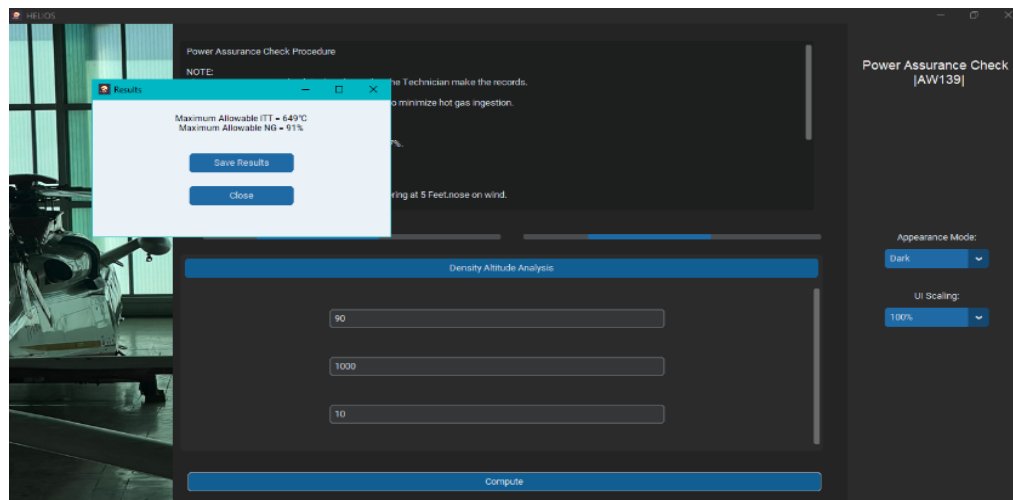 HELIOS
Power Assurance Check Procedure
NOTE:
he Technician make the records.
o minimize hot gas ingestion.
7%.
ring at 5 Feet.nose on wind.
Results
Maximum Allowable ITT = 649°C
Maximum Allowable NG = 91%
Save Results
Close
Density Altitude Analysis
90
1000
10
Compute
Power Assurance Check
|AW139|
Appearance Mode:
Dark
UI Scaling:
100%